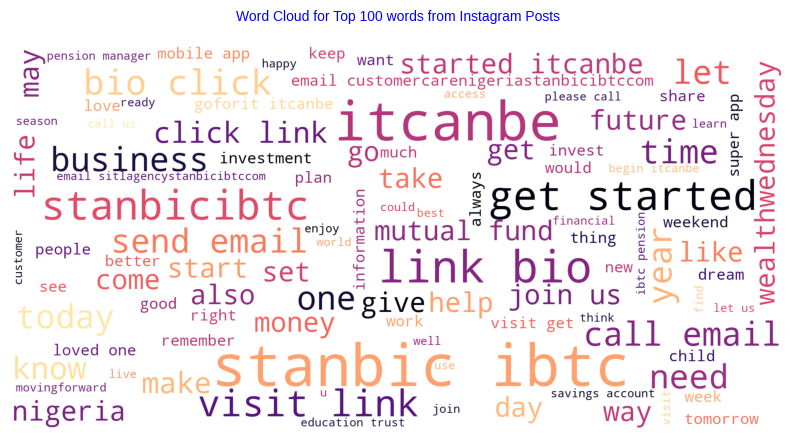 Word Cloud for Top 100 words from Instagram Posts
pension manager
mobile app
keep
want
started itcanbe
let
may
bio click
happy
email customercarenigeriastanbicibtccom
love
ready
goforit itcanbe
access
please call
share
season
call us
click link
itcanbe
future
learn
super app
wealthwednesday
life
business
investment
go
much
get
invest
time
email sitlagencystanbicibtccom
plan
take
would
begin itcanbe
always
get started
stanbicibtc
information
could
best
financial
weekend
customer
send email
enjoy
world
mutual fund
thing
ibtc pension
year
like
people
better
come
start
set
link bio
new
dream
see
also
one
give
help
join us
find
today
good
right
money
work
visit get
think
let us
remember
call email
know
loved one
well
child
movingforward
live
make
stanbic ibtc
use
need
savings account
week
nigeria
visit link
u
join
education trust
day
way
visit
tomorrow